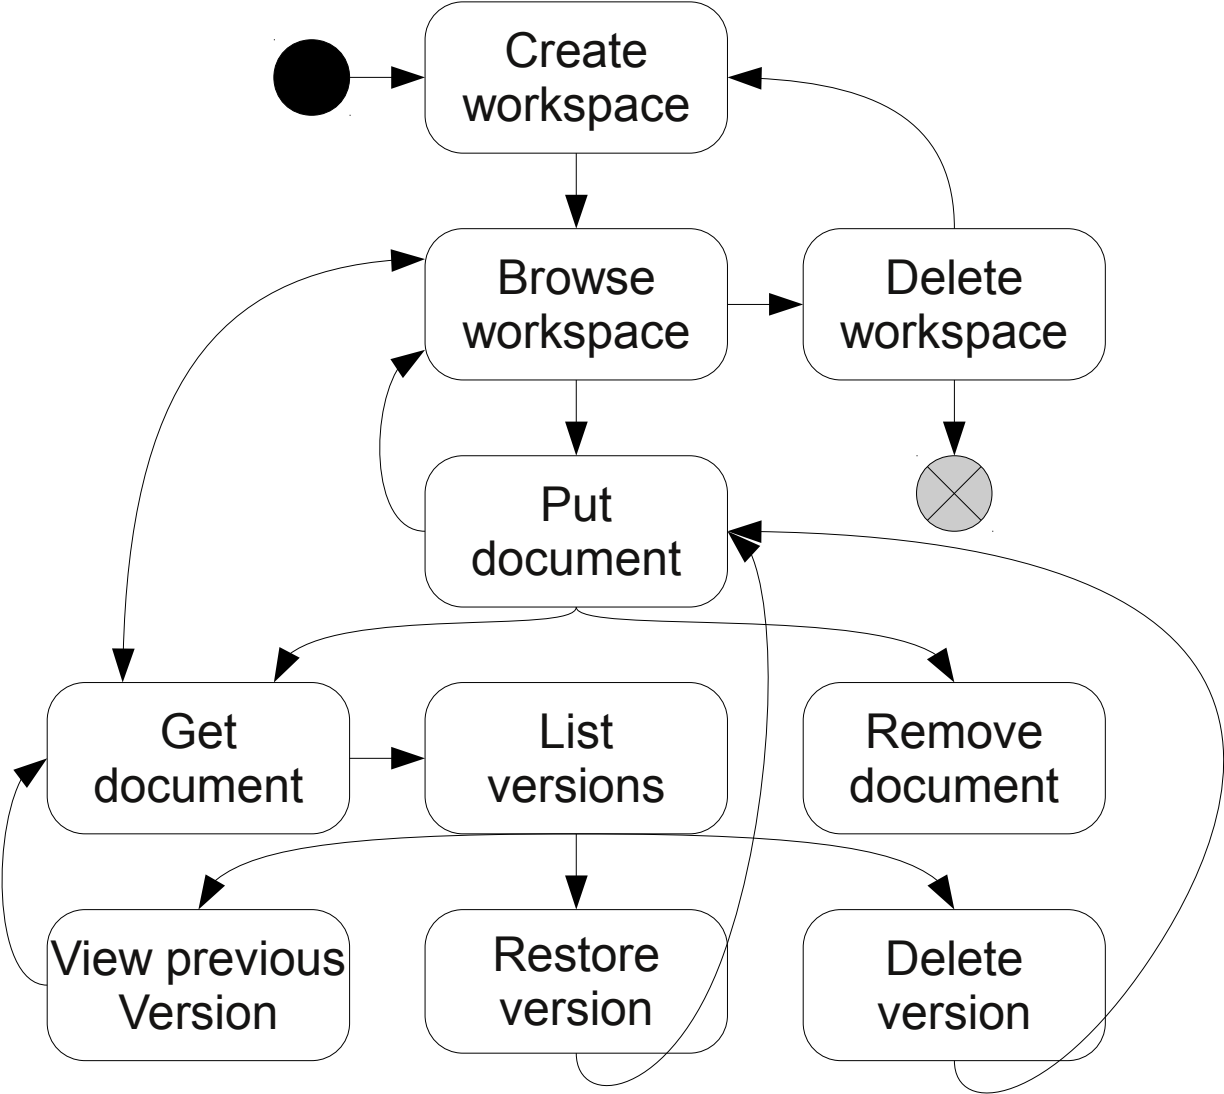 Create
workspace
Browse
workspace
Delete
workspace
Put
document
Get
document
List
versions
Remove
document
View previous
Version
Restore
version
Delete
version